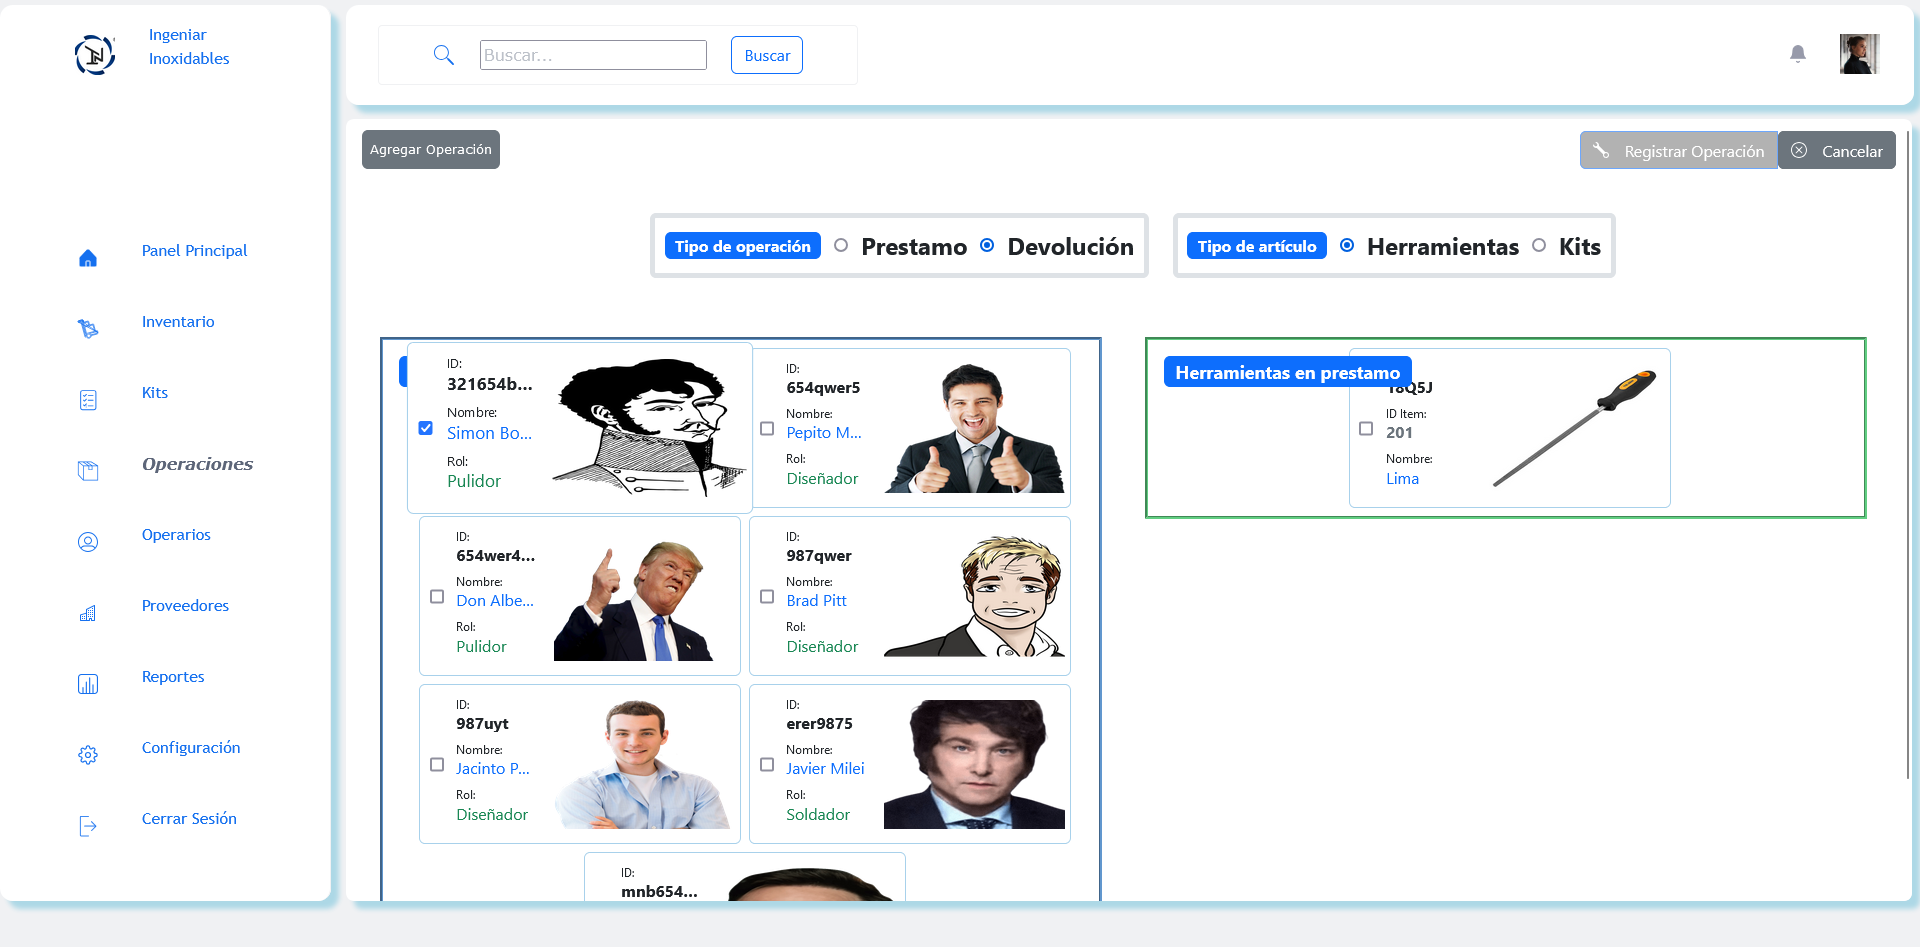 Ingeniar
Inoxidables
Buscar...
Buscar
Agregar Operación
Registrar Operación
Cancelar
Tipo de operación
Prestamo
Devolución
Tipo de artículo
Herramientas
Kits
Panel Principal
Inventario
Kits
Operaciones
Operarios
Proveedores
Reportes
Configuración
Cerrar Sesión
ID:
321654b...
Nombre:
Simon Bo...
Rol:
Pulidor
ID:
654qwer5
Nombre:
Pepito M...
Rol:
Diseñador
ID:
654wer4...
Nombre:
Don Albe...
Rol:
Pulidor
ID:
987qwer
Nombre:
Brad Pitt
Rol:
Diseñador
ID:
987uyt
Nombre:
Jacinto P...
Rol:
Diseñador
ID:
erer9875
Nombre:
Javier Milei
Rol:
Soldador
ID:
mnb654...
Herramientas en prestamo
18Q5J
ID Item:
201
Nombre:
Lima